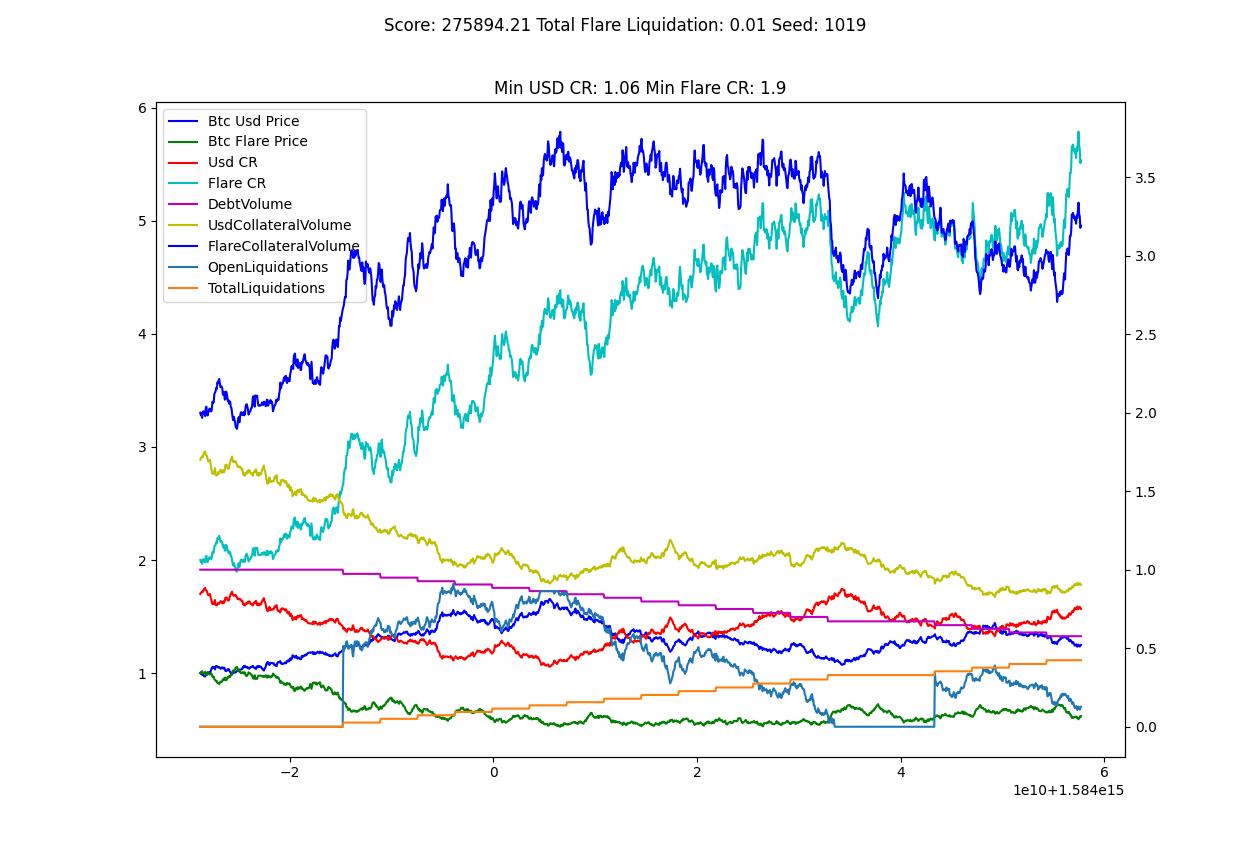 Score: 275894.21 Total Flare Liquidation: 0.01 Seed: 1019
Min USD CR: 1.06 Min Flare CR: 1.9
Btc Usd Price
Btc Flare Price
Usd CR
Flare CR
DebtVolume
UsdCollateralVolume
FlareCollateralVolume
OpenLiquidations
TotalLiquidations
6
5
4
3
2
1
3.5
3.0
2.5
2.0
1.5
1.0
0.5
0.0
−2 0 2 4 6
1e10+1.584e15